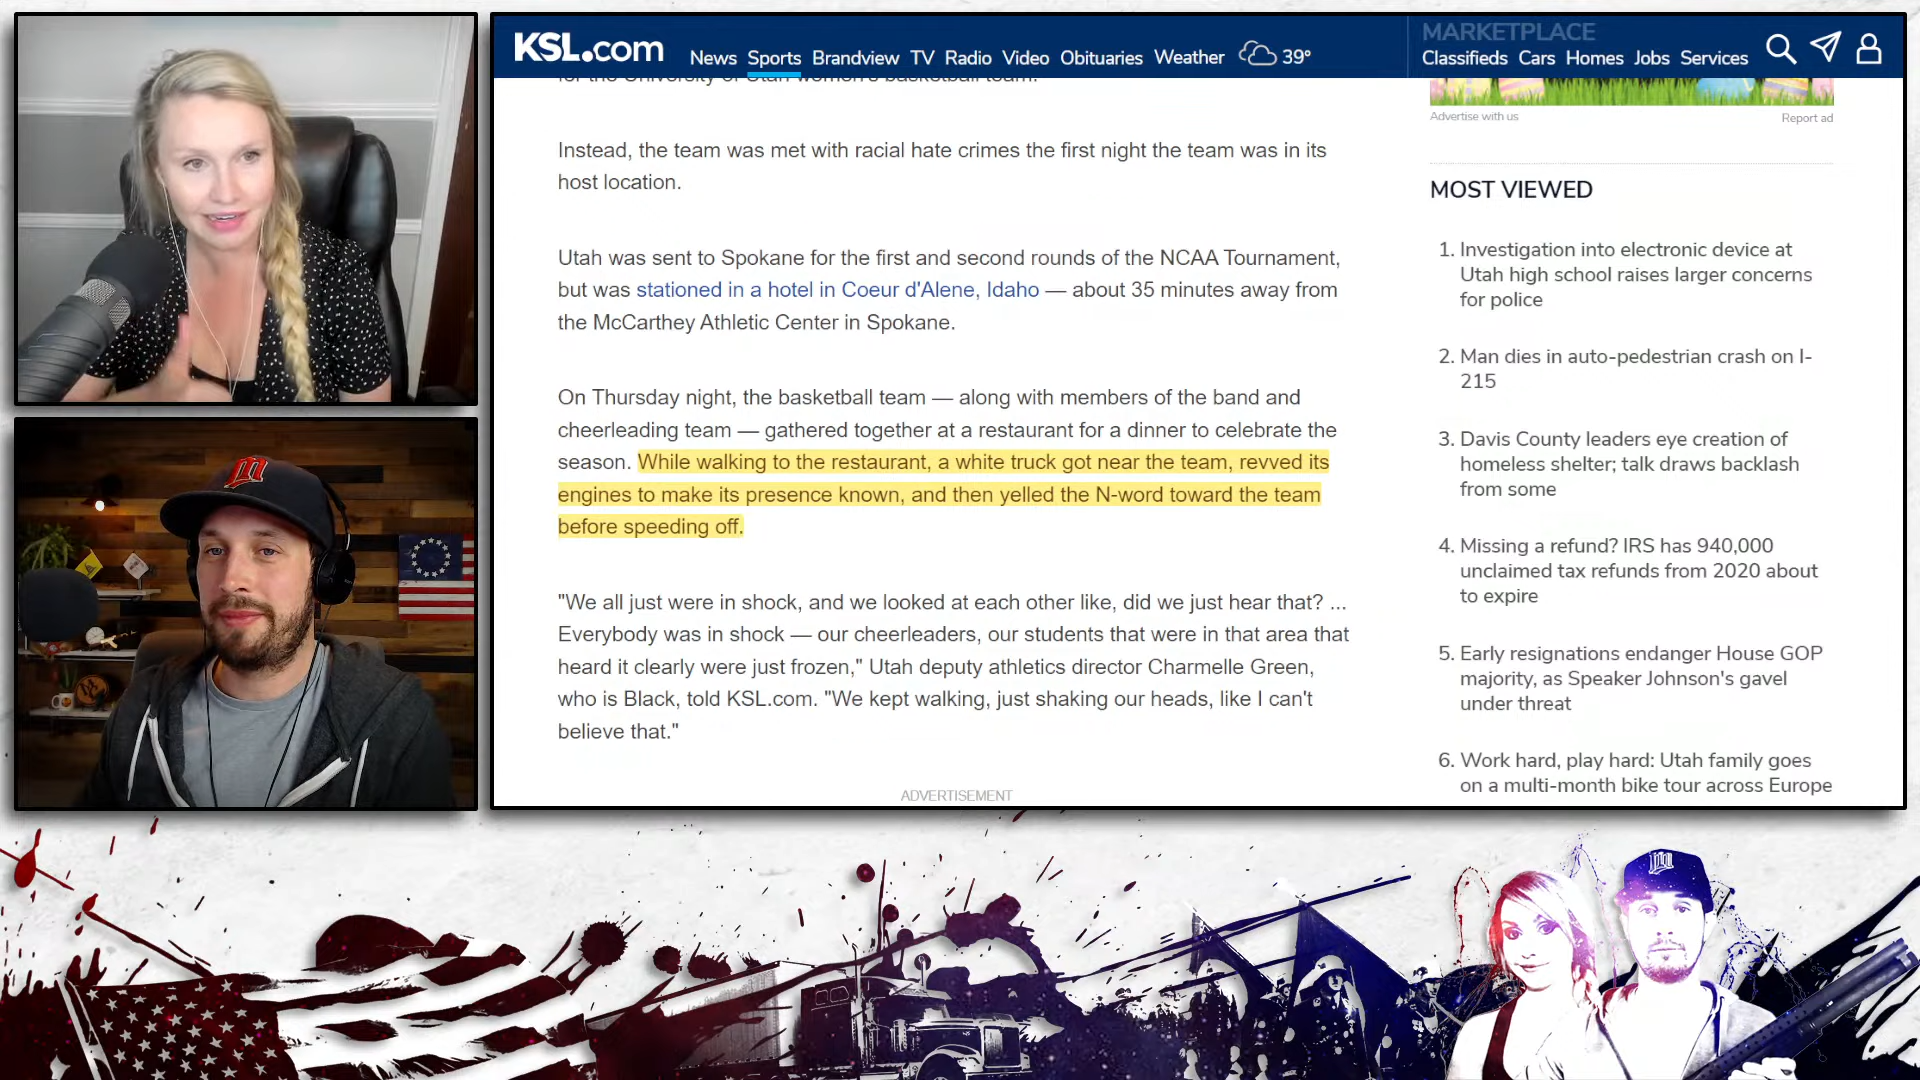 KSL.com
News Sports Brandview TV Radio Video Obituaries Weather 39°
MARKETPLACE
Classifieds Cars Homes Jobs Services
for the University of Utah women's basketball team.
Instead, the team was met with racial hate crimes the first night the team was in its
host location.
Utah was sent to Spokane for the first and second rounds of the NCAA Tournament,
but was stationed in a hotel in Coeur d'Alene, Idaho — about 35 minutes away from
the McCarthey Athletic Center in Spokane.
On Thursday night, the basketball team — along with members of the band and
cheerleading team — gathered together at a restaurant for a dinner to celebrate the
season. While walking to the restaurant, a white truck got near the team, revved its
engines to make its presence known, and then yelled the N-word toward the team
before speeding off.
"We all just were in shock, and we looked at each other like, did we just hear that? ...
Everybody was in shock — our cheerleaders, our students that were in that area that
heard it clearly were just frozen," Utah deputy athletics director Charmelle Green,
who is Black, told KSL.com. "We kept walking, just shaking our heads, like I can't
believe that."
ADVERTISEMENT
Advertise with us
Report ad
MOST VIEWED
1. Investigation into electronic device at
Utah high school raises larger concerns
for police
2. Man dies in auto-pedestrian crash on I-
215
3. Davis County leaders eye creation of
homeless shelter; talk draws backlash
from some
4. Missing a refund? IRS has 940,000
unclaimed tax refunds from 2020 about
to expire
5. Early resignations endanger House GOP
majority, as Speaker Johnson's gavel
under threat
6. Work hard, play hard: Utah family goes
on a multi-month bike tour across Europe